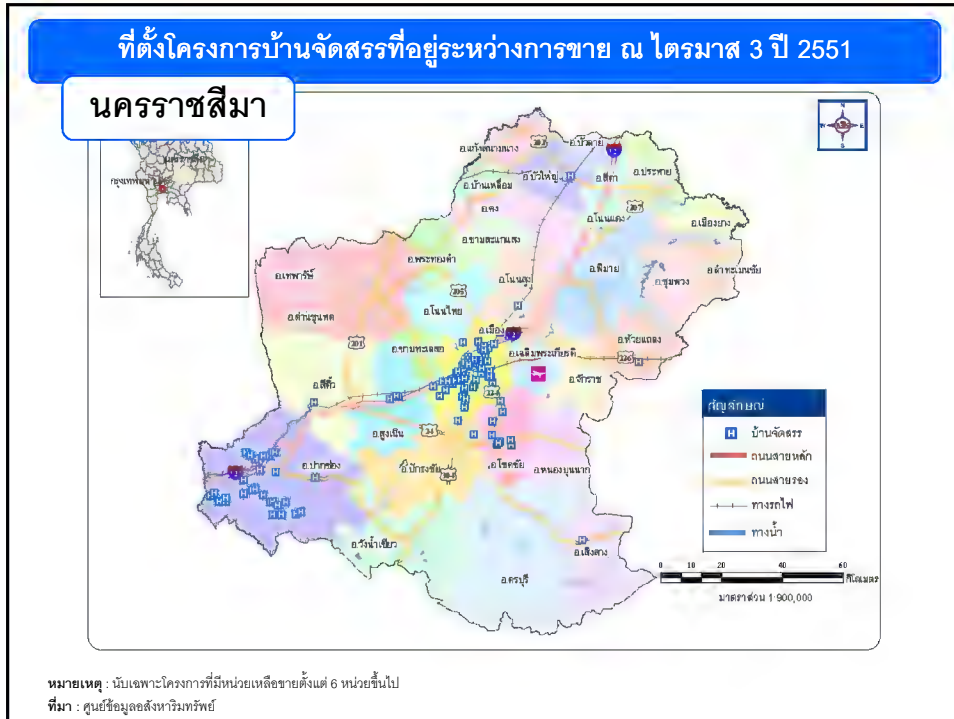 ที่ตั้งโครงการบ้านจัดสรรที่อยู่ระหว่างการขาย ณ ไตรมาส 3 ปี 2551
นครราชสีมา
นครราชสีมา
N
W E
S
อ.แก้งสนามนาง
202
อ.บัวลาย
2
อ.บ้านเหลื่อม
อ.บัวใหญ่
อ.สีดา
อ.ประทาย
อ.คง
อ.โนนแดง
207
อ.เมืองยาง
อ.ขามสะแกแสง
อ.พระทองคำ
อ.เทพารักษ์
อ.โนนสูง
อ.พิมาย
อ.ชุมพวง
อ.ลำทะเมนชัย
205
อ.ด่านขุนทด
อ.โนนไทย
อ.เมือง
2
201
อ.ขามทะเลสอ
อ.เฉลิมพระเกียรติ
อ.ห้วยแถลง
226
อ.จักราช
อ.สีคิ้ว
224
อ.สูงเนิน
24
อ.ปากช่อง
2
อ.ปักธงชัย
304
อ.โชคชัย
อ.หนองบุนนาก
อ.วังน้ำเขียว
อ.เสิงสาง
อ.ครบุรี
สัญลักษณ์
H บ้านจัดสรร
ถนนสายหลัก
ถนนสายรอง
ทางรถไฟ
ทางน้ำ
0 10 20 40 60
กิโลเมตร
มาตราส่วน 1:900,000
หมายเหตุ : นับเฉพาะโครงการที่มีหน่วยเหลือขายตั้งแต่ 6 หน่วยขึ้นไป
ที่มา : ศูนย์ข้อมูลอสังหาริมทรัพย์